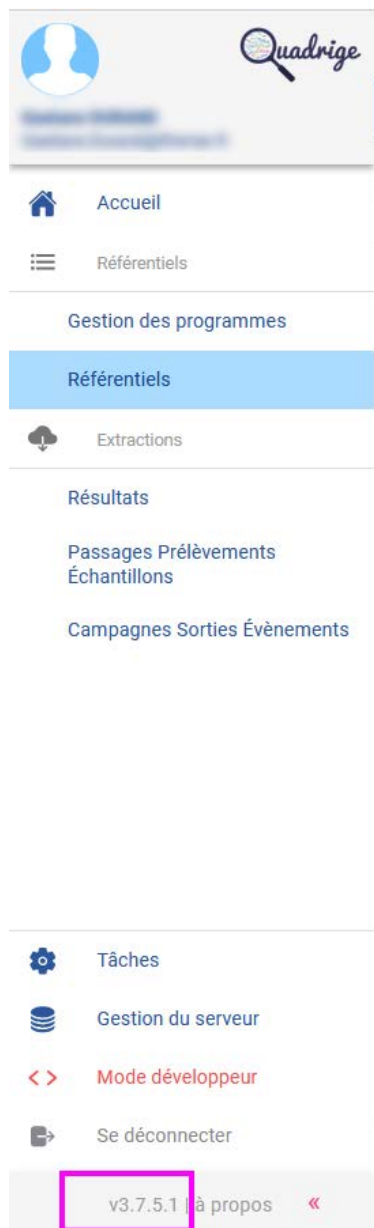 Quadrige
Accueil
Référentiels
Gestion des programmes
Référentiels
Extractions
Résultats
Passages Prélèvements
Échantillons
Campagnes Sorties Évènements
Tâches
Gestion du serveur
Mode développeur
Se déconnecter
v3.7.5.1 | à propos «